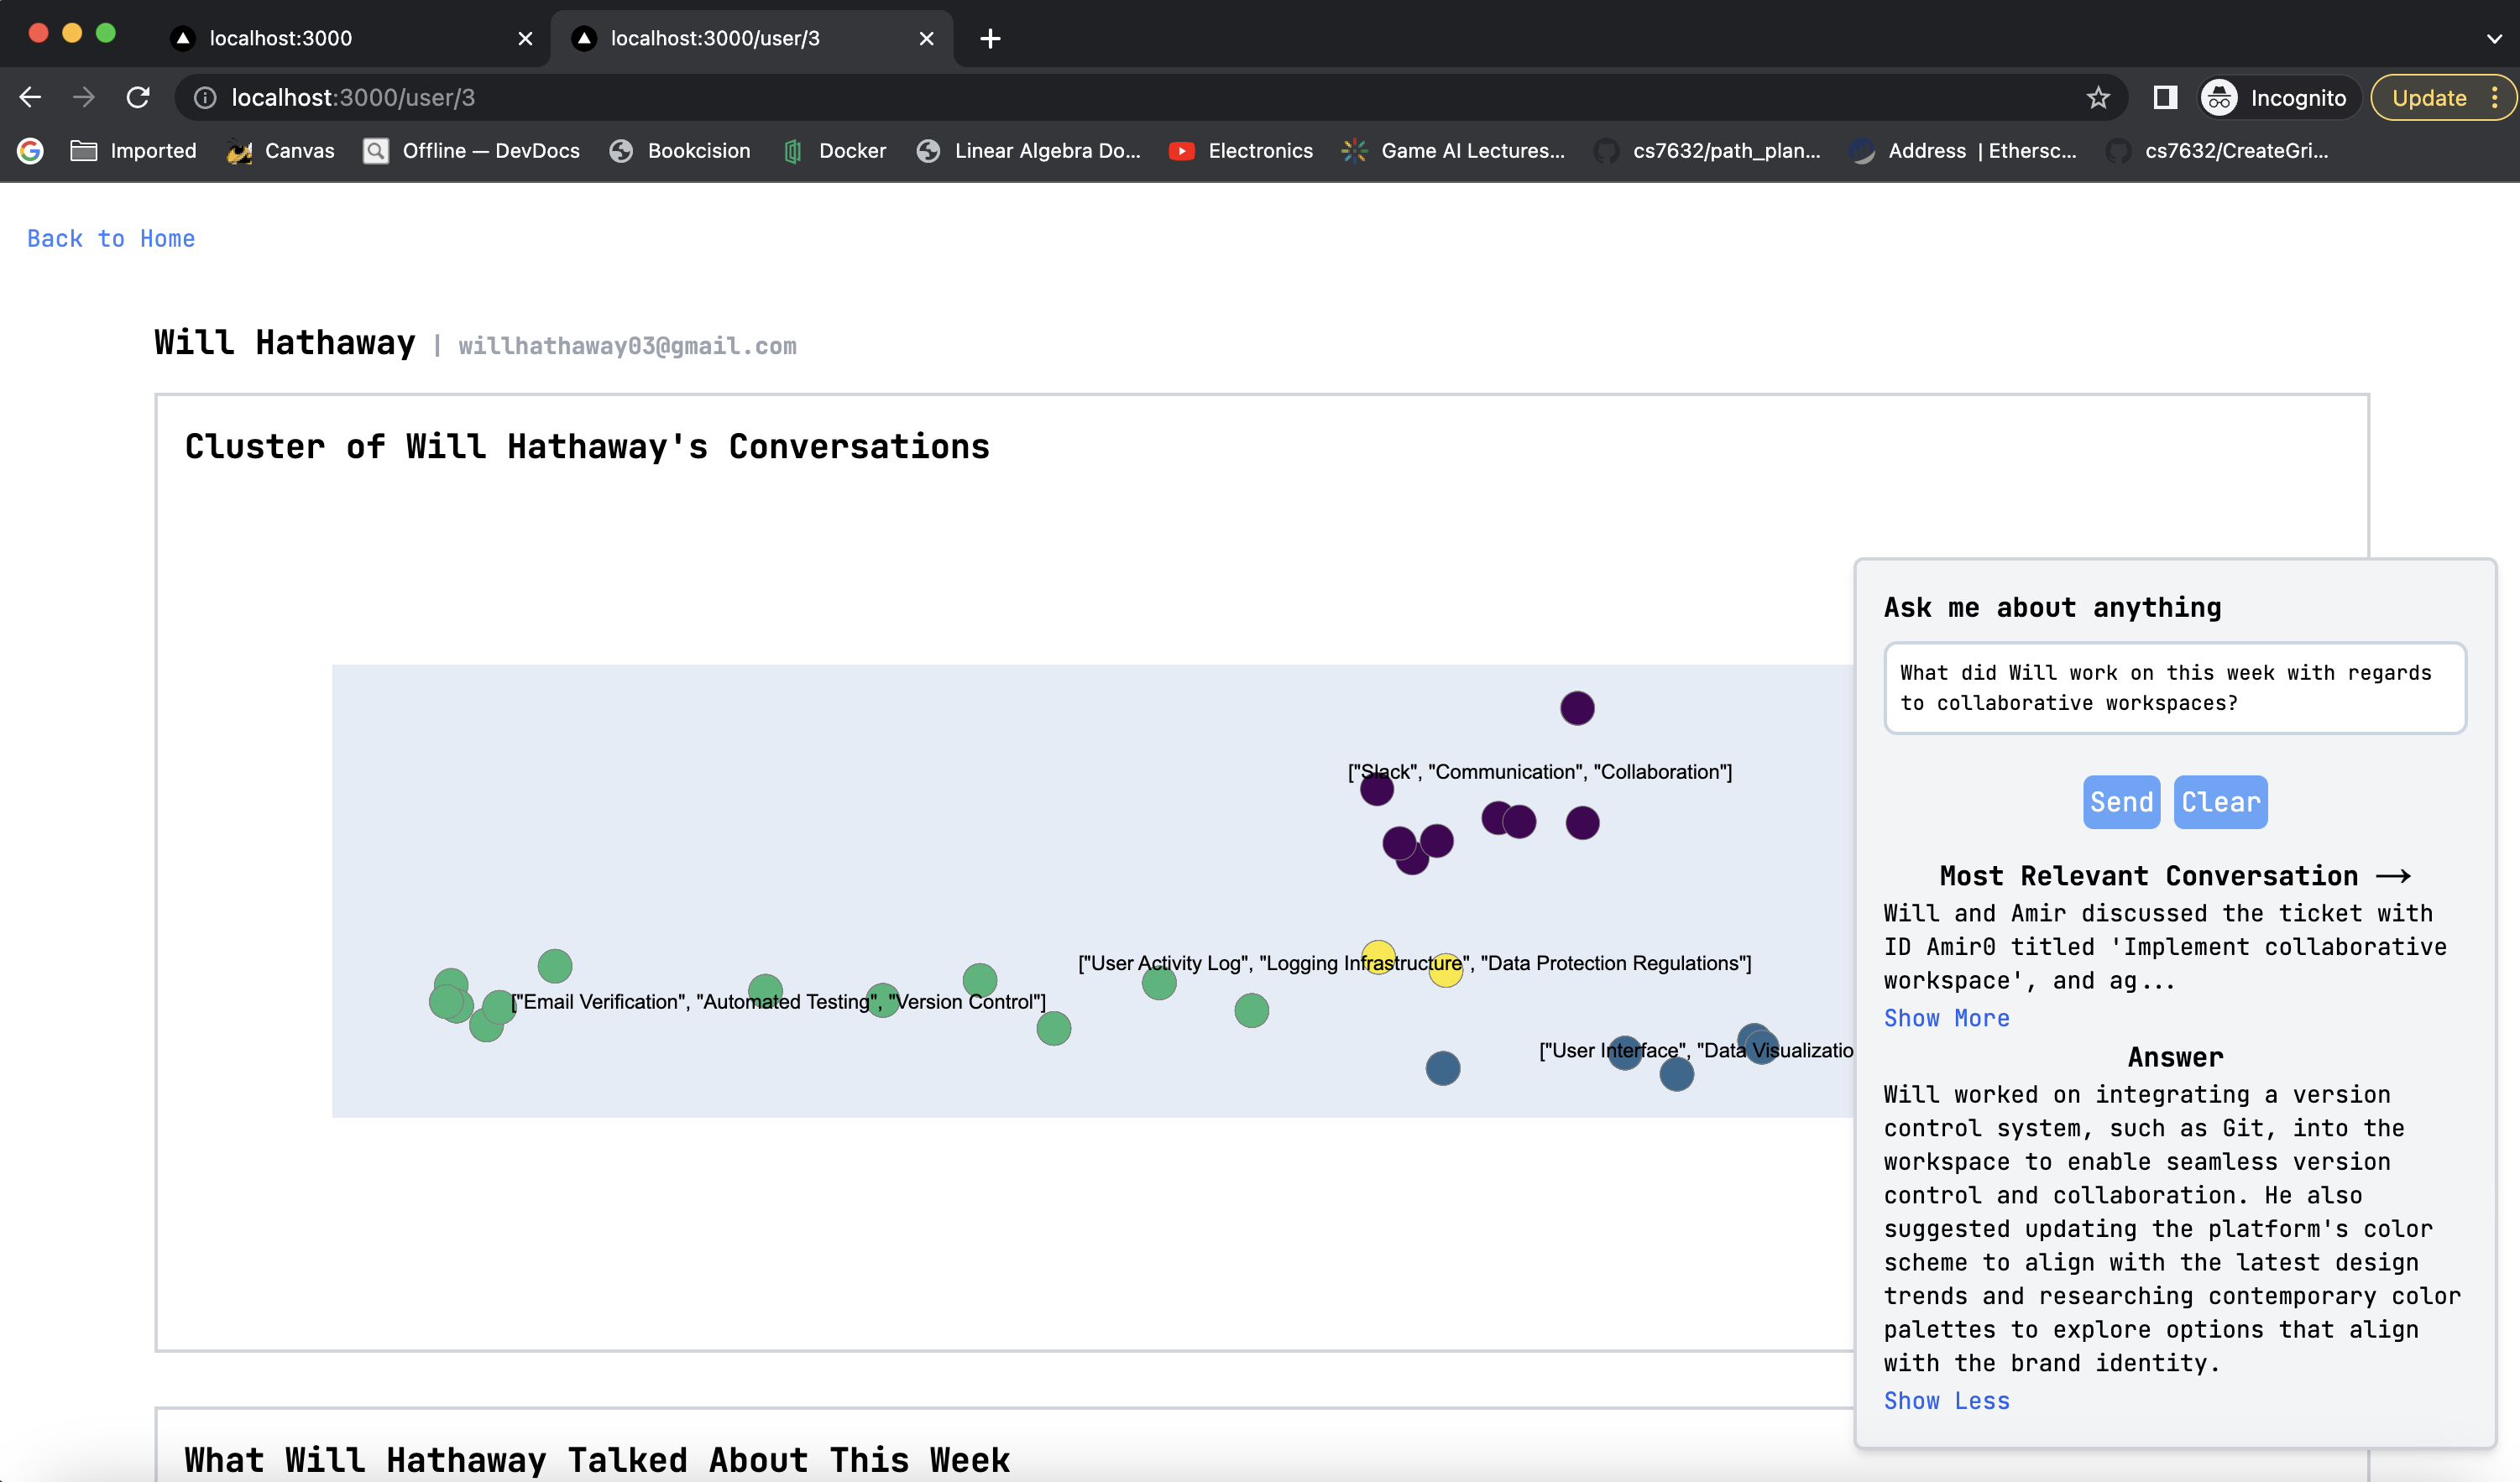 localhost:3000
localhost:3000/user/3
localhost:3000/user/3
Incognito
Update
Imported
Canvas
Offline — DevDocs
Bookcision
Docker
Linear Algebra Do...
Electronics
Game AI Lectures...
cs7632/path_plan...
Address | Ethersc...
cs7632/CreateGri...
Back to Home
Will Hathaway | willhathaway03@gmail.com
Cluster of Will Hathaway's Conversations
["Slack", "Communication", "Collaboration"]
["User Activity Log", "Logging Infrastructure", "Data Protection Regulations"]
["Email Verification", "Automated Testing", "Version Control"]
["User Interface", "Data Visualizatio
Ask me about anything
What did Will work on this week with regards
to collaborative workspaces?
Send
Clear
Most Relevant Conversation →
Will and Amir discussed the ticket with
ID Amir0 titled 'Implement collaborative
workspace', and ag...
Show More
Answer
Will worked on integrating a version
control system, such as Git, into the
workspace to enable seamless version
control and collaboration. He also
suggested updating the platform's color
scheme to align with the latest design
trends and researching contemporary color
palettes to explore options that align
with the brand identity.
Show Less
What Will Hathaway Talked About This Week